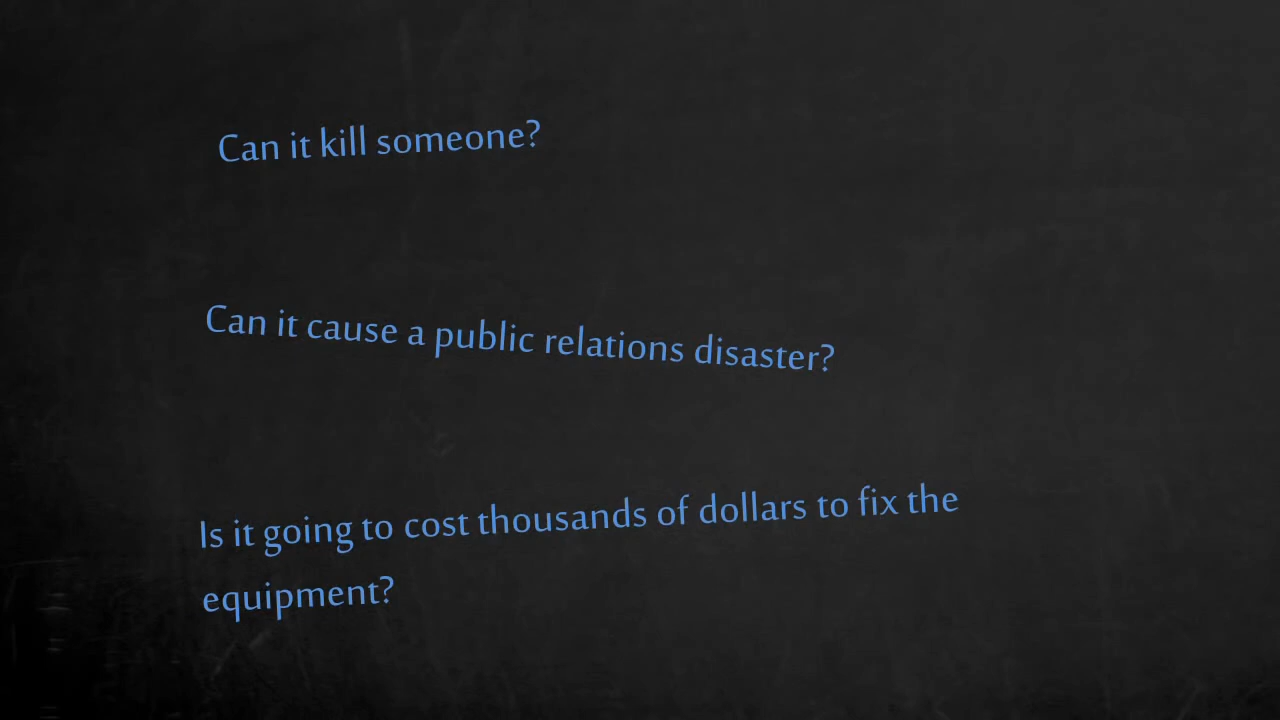 Can it kill someone?
Can it cause a public relations disaster?
Is it going to cost thousands of dollars to fix the
equipment?